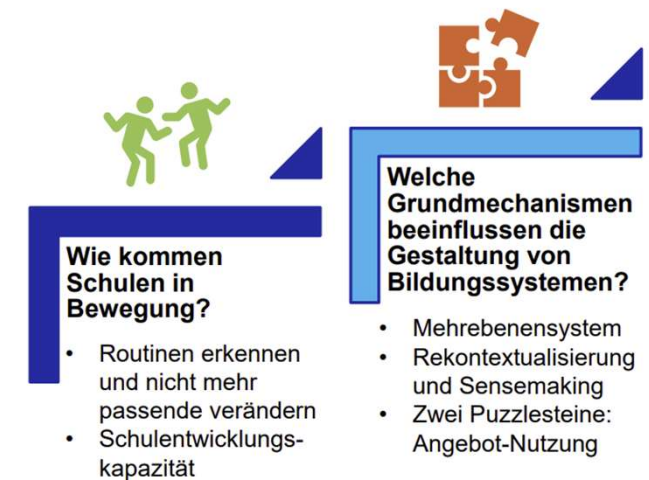 Wie kommen
Schulen in
Bewegung?
• Routinen erkennen
und nicht mehr
passende verändern
• Schulentwicklungs-
kapazität
Welche
Grundmechanismen
beeinflussen die
Gestaltung von
Bildungssystemen?
• Mehrebenensystem
• Rekontextualisierung
und Sensemaking
• Zwei Puzzlesteine:
Angebot-Nutzung